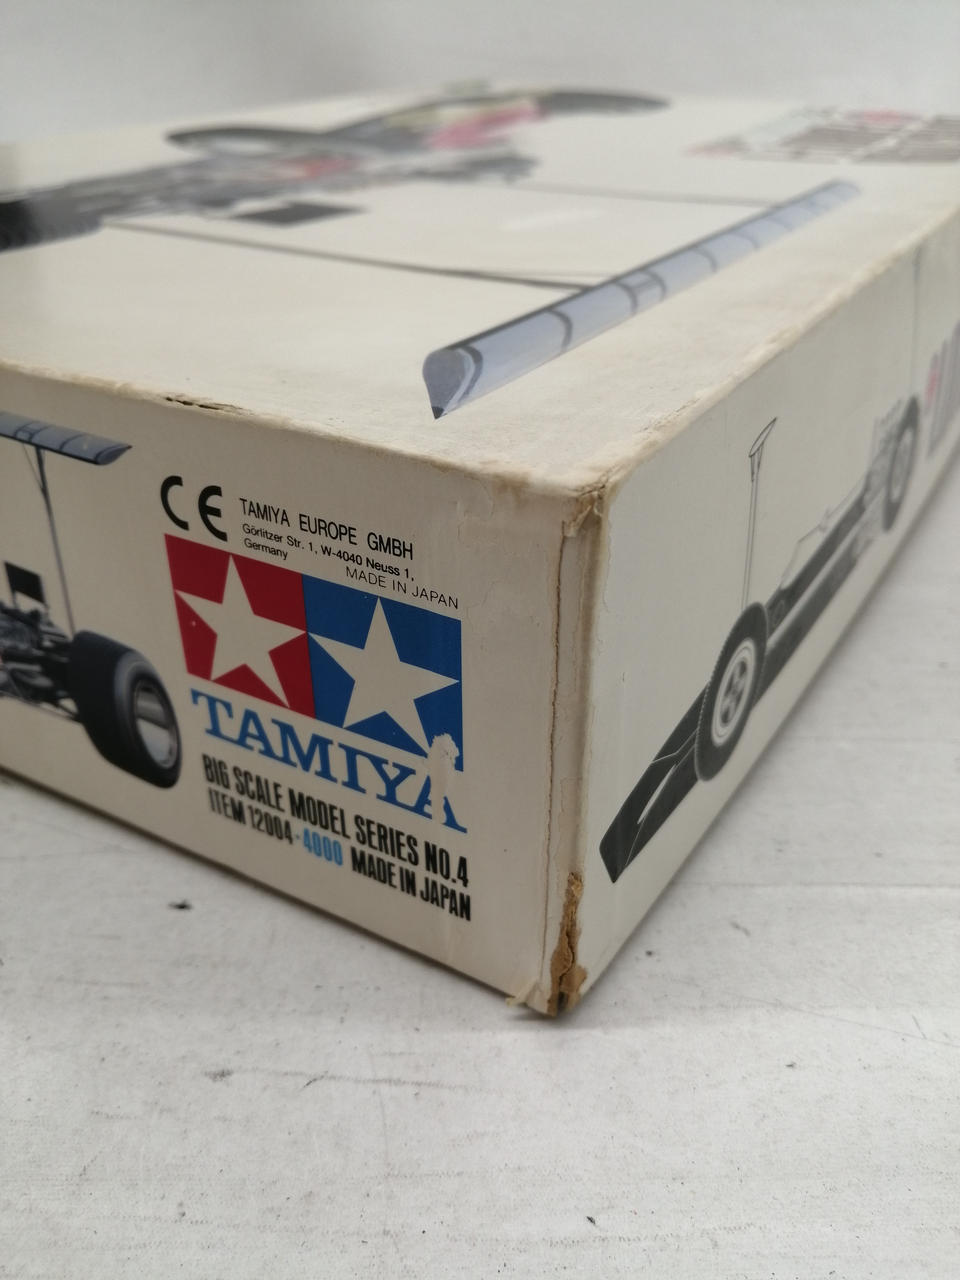 CE
TAMIYA EUROPE GMBH
Görlitzer Str. 1, W-4040 Neuss 1,
Germany
MADE IN JAPAN
TAMIYA
BIG SCALE MODEL SERIES NO.4
ITEM 12004·4000 MADE IN JAPAN